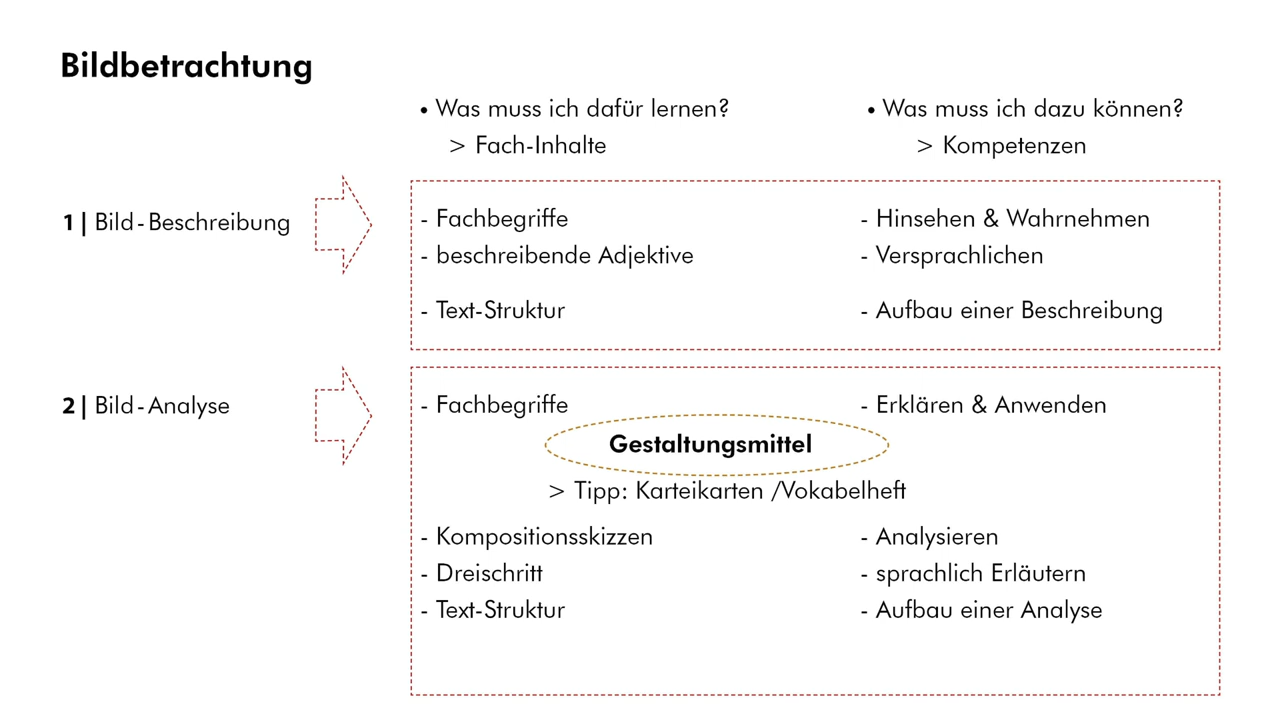 Bildbetrachtung
• Was muss ich dafür lernen? • Was muss ich dazu können?
> Fach-Inhalte > Kompetenzen
1 | Bild-Beschreibung - Fachbegriffe - Hinsehen & Wahrnehmen
- beschreibende Adjektive - Versprachlichen
- Text-Struktur - Aufbau einer Beschreibung
2 | Bild-Analyse - Fachbegriffe - Erklären & Anwenden
Gestaltungsmittel
> Tipp: Karteikarten /Vokabelheft
- Kompositionsskizzen - Analysieren
- Dreischritt - sprachlich Erläutern
- Text-Struktur - Aufbau einer Analyse